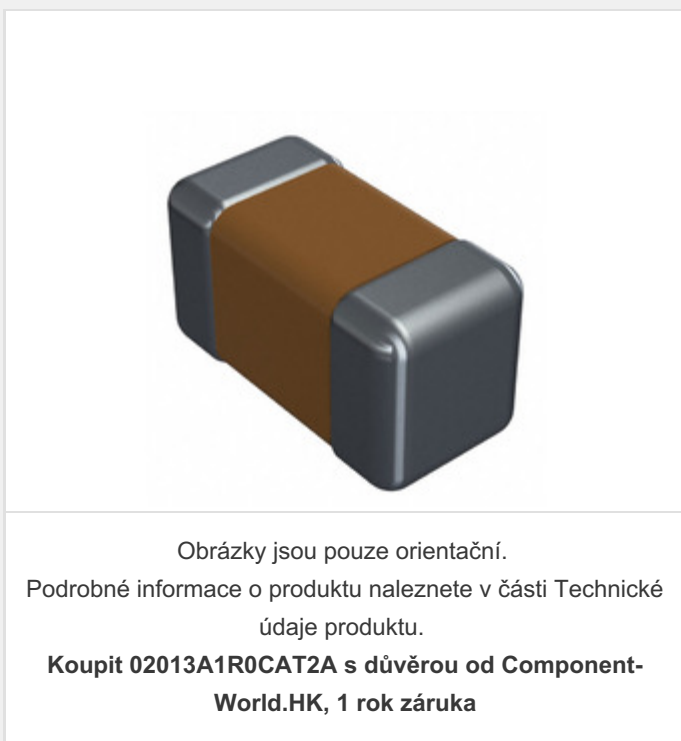 Obrázky jsou pouze orientační.
Podrobné informace o produktu naleznete v části Technické
údaje produktu.
Koupit 02013A1R0CAT2A s důvěrou od Component-
World.HK, 1 rok záruka